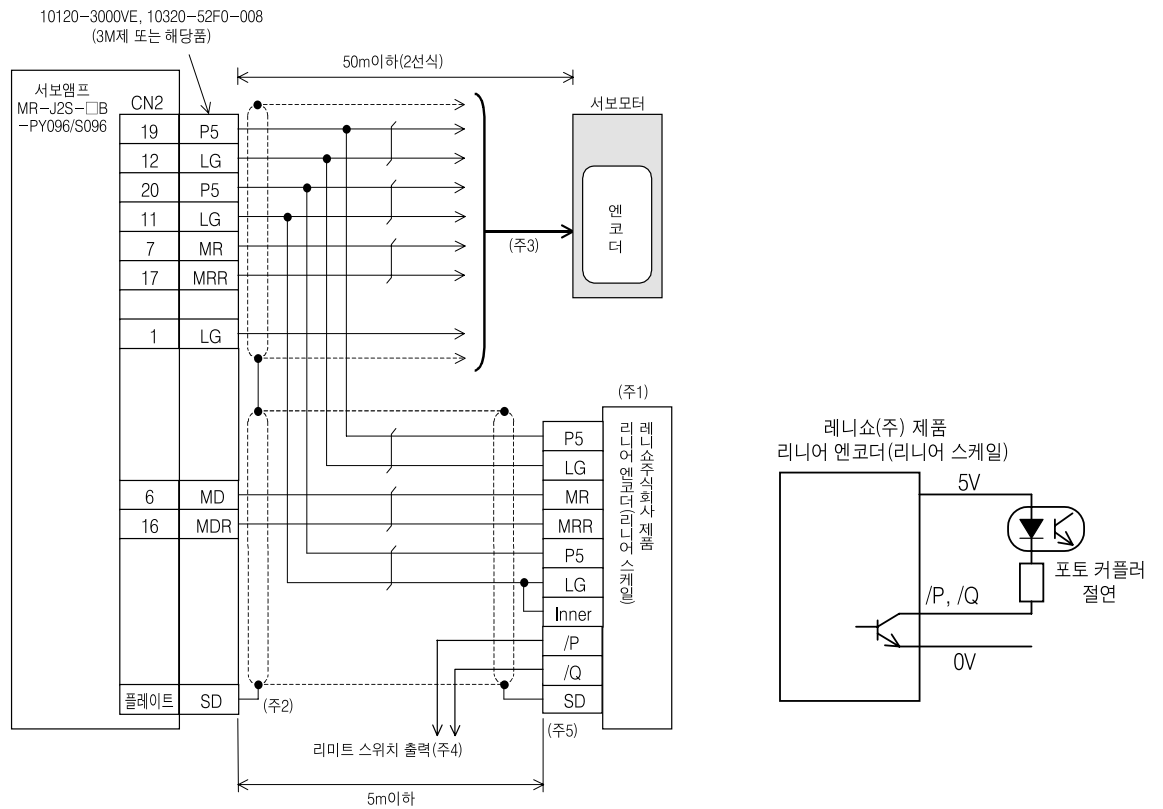 10120-3000VE, 10320-52F0-008
(3M제 또는 해당품)
50m이하(2선식)
서보앰프
MR-J2S-□B
-PY096/S096
CN2
19 P5
12 LG
20 P5
11 LG
7 MR
17 MRR
1 LG
6 MD
16 MDR
플레이트 SD
서보모터
엔코더
(주3)
(주1)
P5
LG
MR
MRR
P5
LG
Inner
/P
/Q
SD
레니쇼주식회사 제품
리니어 엔코더(리니어 스케일)
(주2)
(주5)
리미트 스위치 출력(주4)
5m이하
레니쇼(주) 제품
리니어 엔코더(리니어 스케일)
5V
포토 커플러
절연
/P, /Q
0V